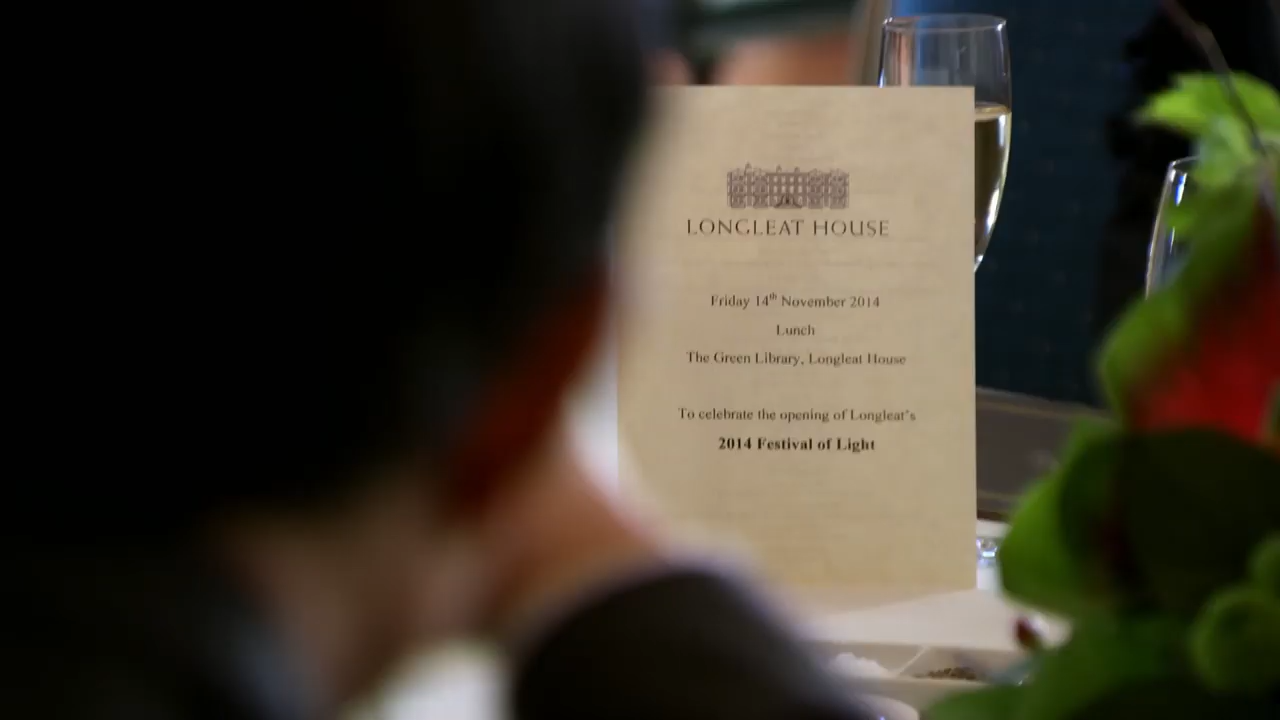 LONGLEAT HOUSE
Friday 14th November 2014
Lunch
The Green Library, Longleat House
To celebrate the opening of Longleat's
2014 Festival of Light